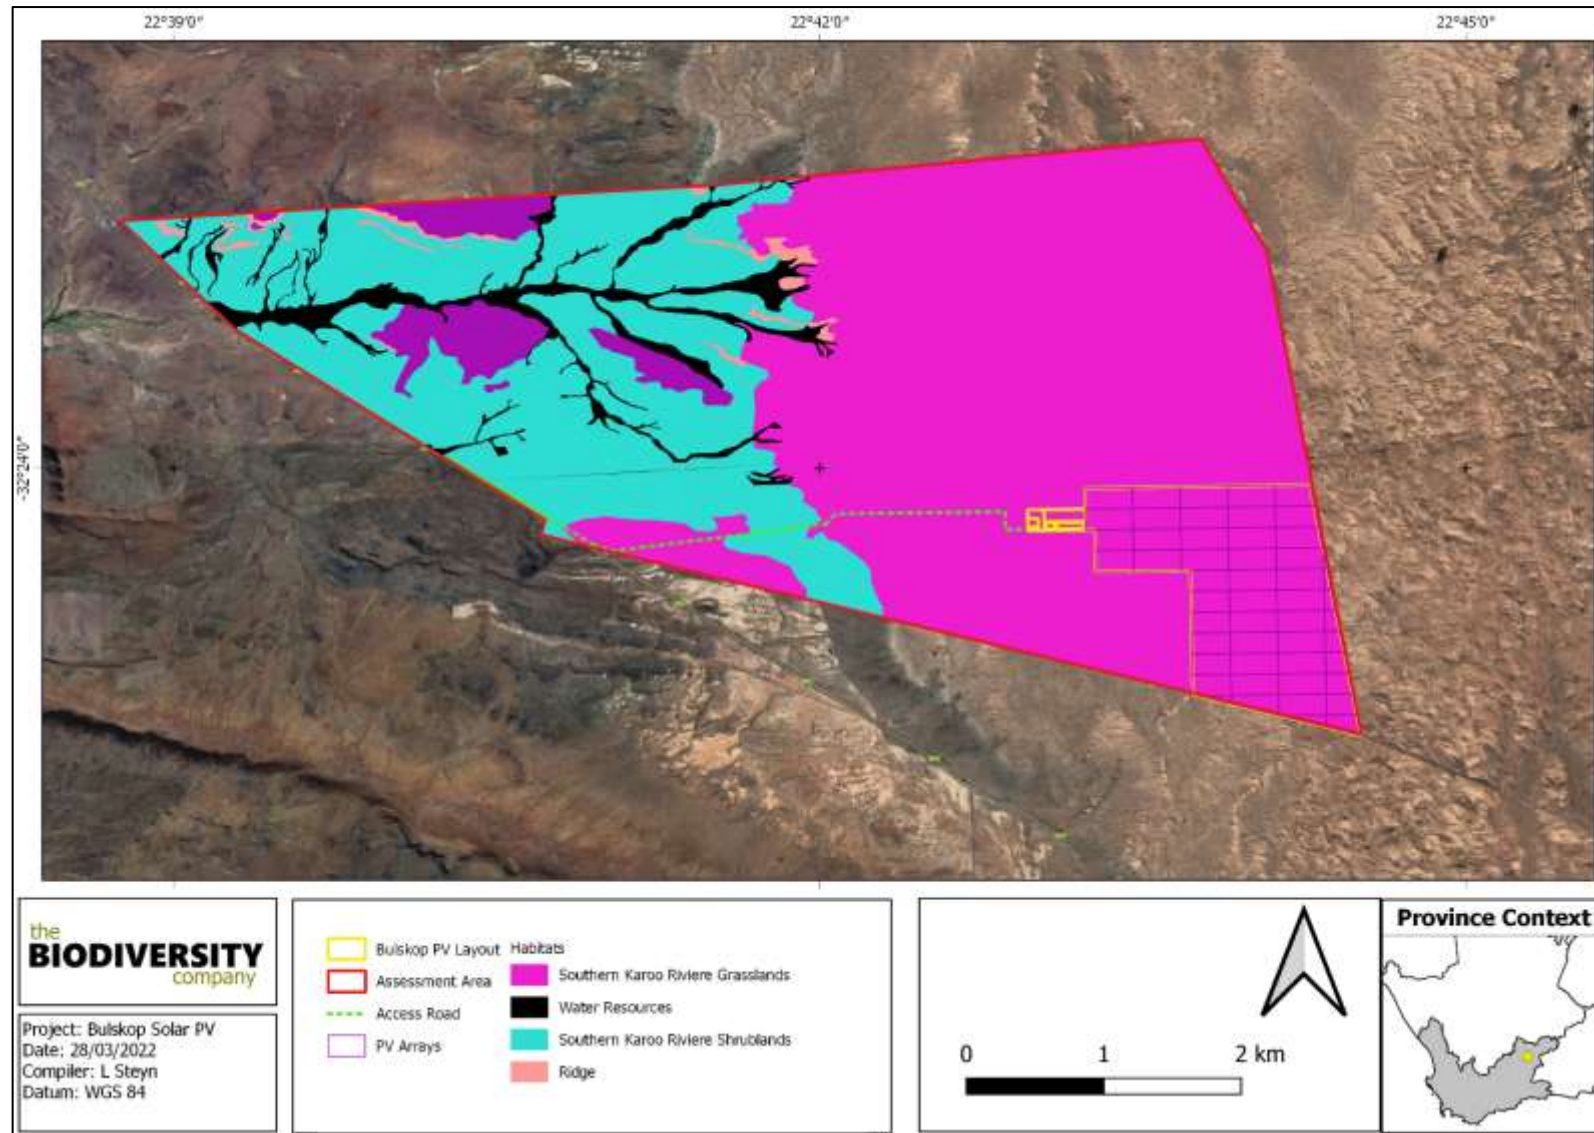 22°39'0"
22°42'0"
22°45'0"
-32°24'0"
the
BIODIVERSITY
company
Project: Bulskop Solar PV
Date: 28/03/2022
Compiler: L Steyn
Datum: WGS 84
Bulskop PV Layout
Assessment Area
Access Road
PV Arrays
Habitats
Southern Karoo Riviere Grasslands
Water Resources
Southern Karoo Riviere Shrublands
Ridge
0 1 2 km
Province Context